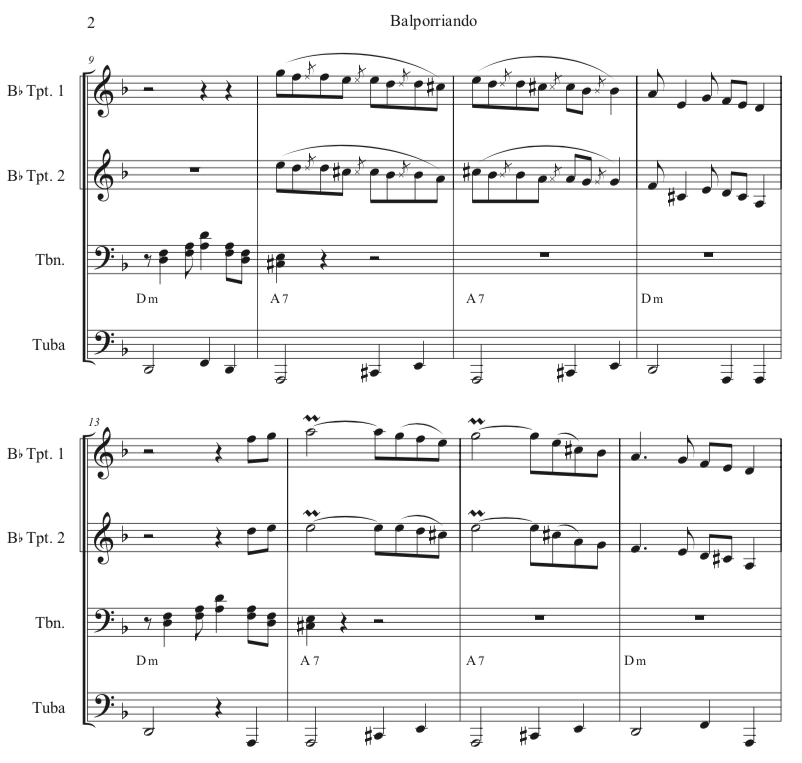 2
Balporriando
9
B♭ Tpt. 1
B♭ Tpt. 2
Tbn.
Dm A7 A7 Dm
Tuba
13
B♭ Tpt. 1
B♭ Tpt. 2
Tbn.
Dm A7 A7 Dm
Tuba